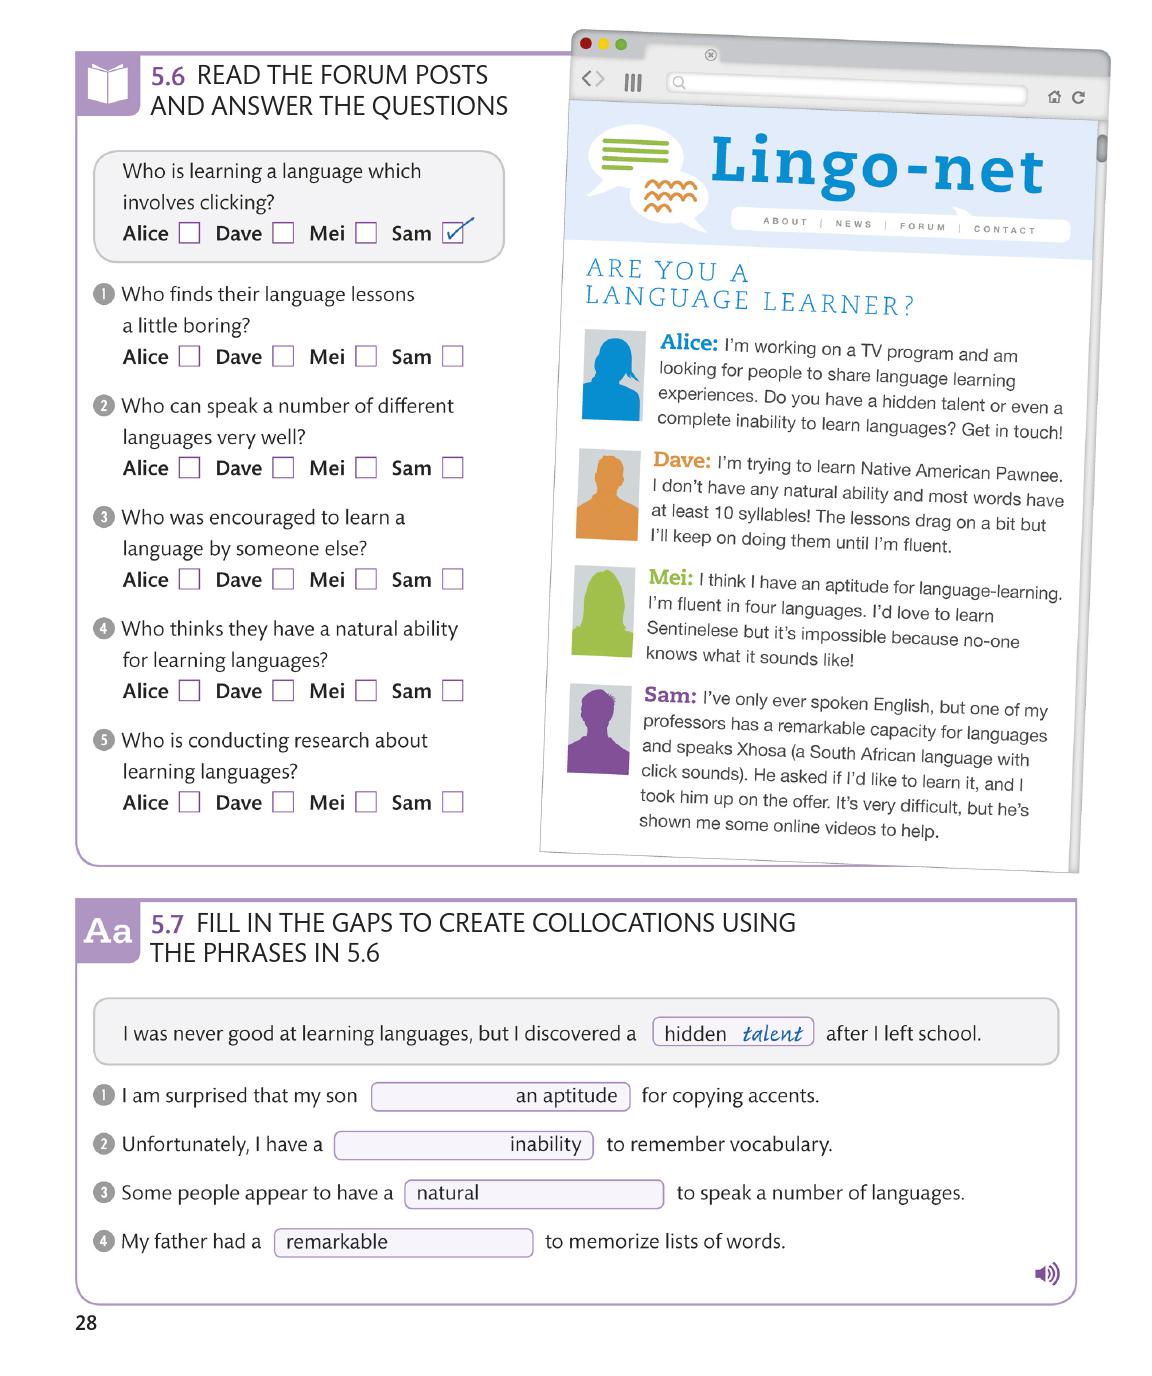 5.6 READ THE FORUM POSTS
AND ANSWER THE QUESTIONS
Who is learning a language which
involves clicking?
Alice Dave Mei Sam
1 Who finds their language lessons
a little boring?
Alice Dave Mei Sam
2 Who can speak a number of different
languages very well?
Alice Dave Mei Sam
3 Who was encouraged to learn a
language by someone else?
Alice Dave Mei Sam
4 Who thinks they have a natural ability
for learning languages?
Alice Dave Mei Sam
5 Who is conducting research about
learning languages?
Alice Dave Mei Sam
Lingo-net
ABOUT | NEWS | FORUM | CONTACT
ARE YOU A
LANGUAGE LEARNER?
Alice: I'm working on a TV program and am
looking for people to share language learning
experiences. Do you have a hidden talent or even a
complete inability to learn languages? Get in touch!
Dave: I'm trying to learn Native American Pawnee.
I don't have any natural ability and most words have
at least 10 syllables! The lessons drag on a bit but
I'll keep on doing them until I'm fluent.
Mei: I think I have an aptitude for language-learning.
I'm fluent in four languages. I'd love to learn
Sentinelese but it's impossible because no-one
knows what it sounds like!
Sam: I've only ever spoken English, but one of my
professors has a remarkable capacity for languages
and speaks Xhosa (a South African language with
click sounds). He asked if I'd like to learn it, and I
took him up on the offer. It's very difficult, but he's
shown me some online videos to help.
Aa 5.7 FILL IN THE GAPS TO CREATE COLLOCATIONS USING
THE PHRASES IN 5.6
I was never good at learning languages, but I discovered a hidden talent after I left school.
1 I am surprised that my son an aptitude for copying accents.
2 Unfortunately, I have a inability to remember vocabulary.
3 Some people appear to have a natural to speak a number of languages.
4 My father had a remarkable to memorize lists of words.
28